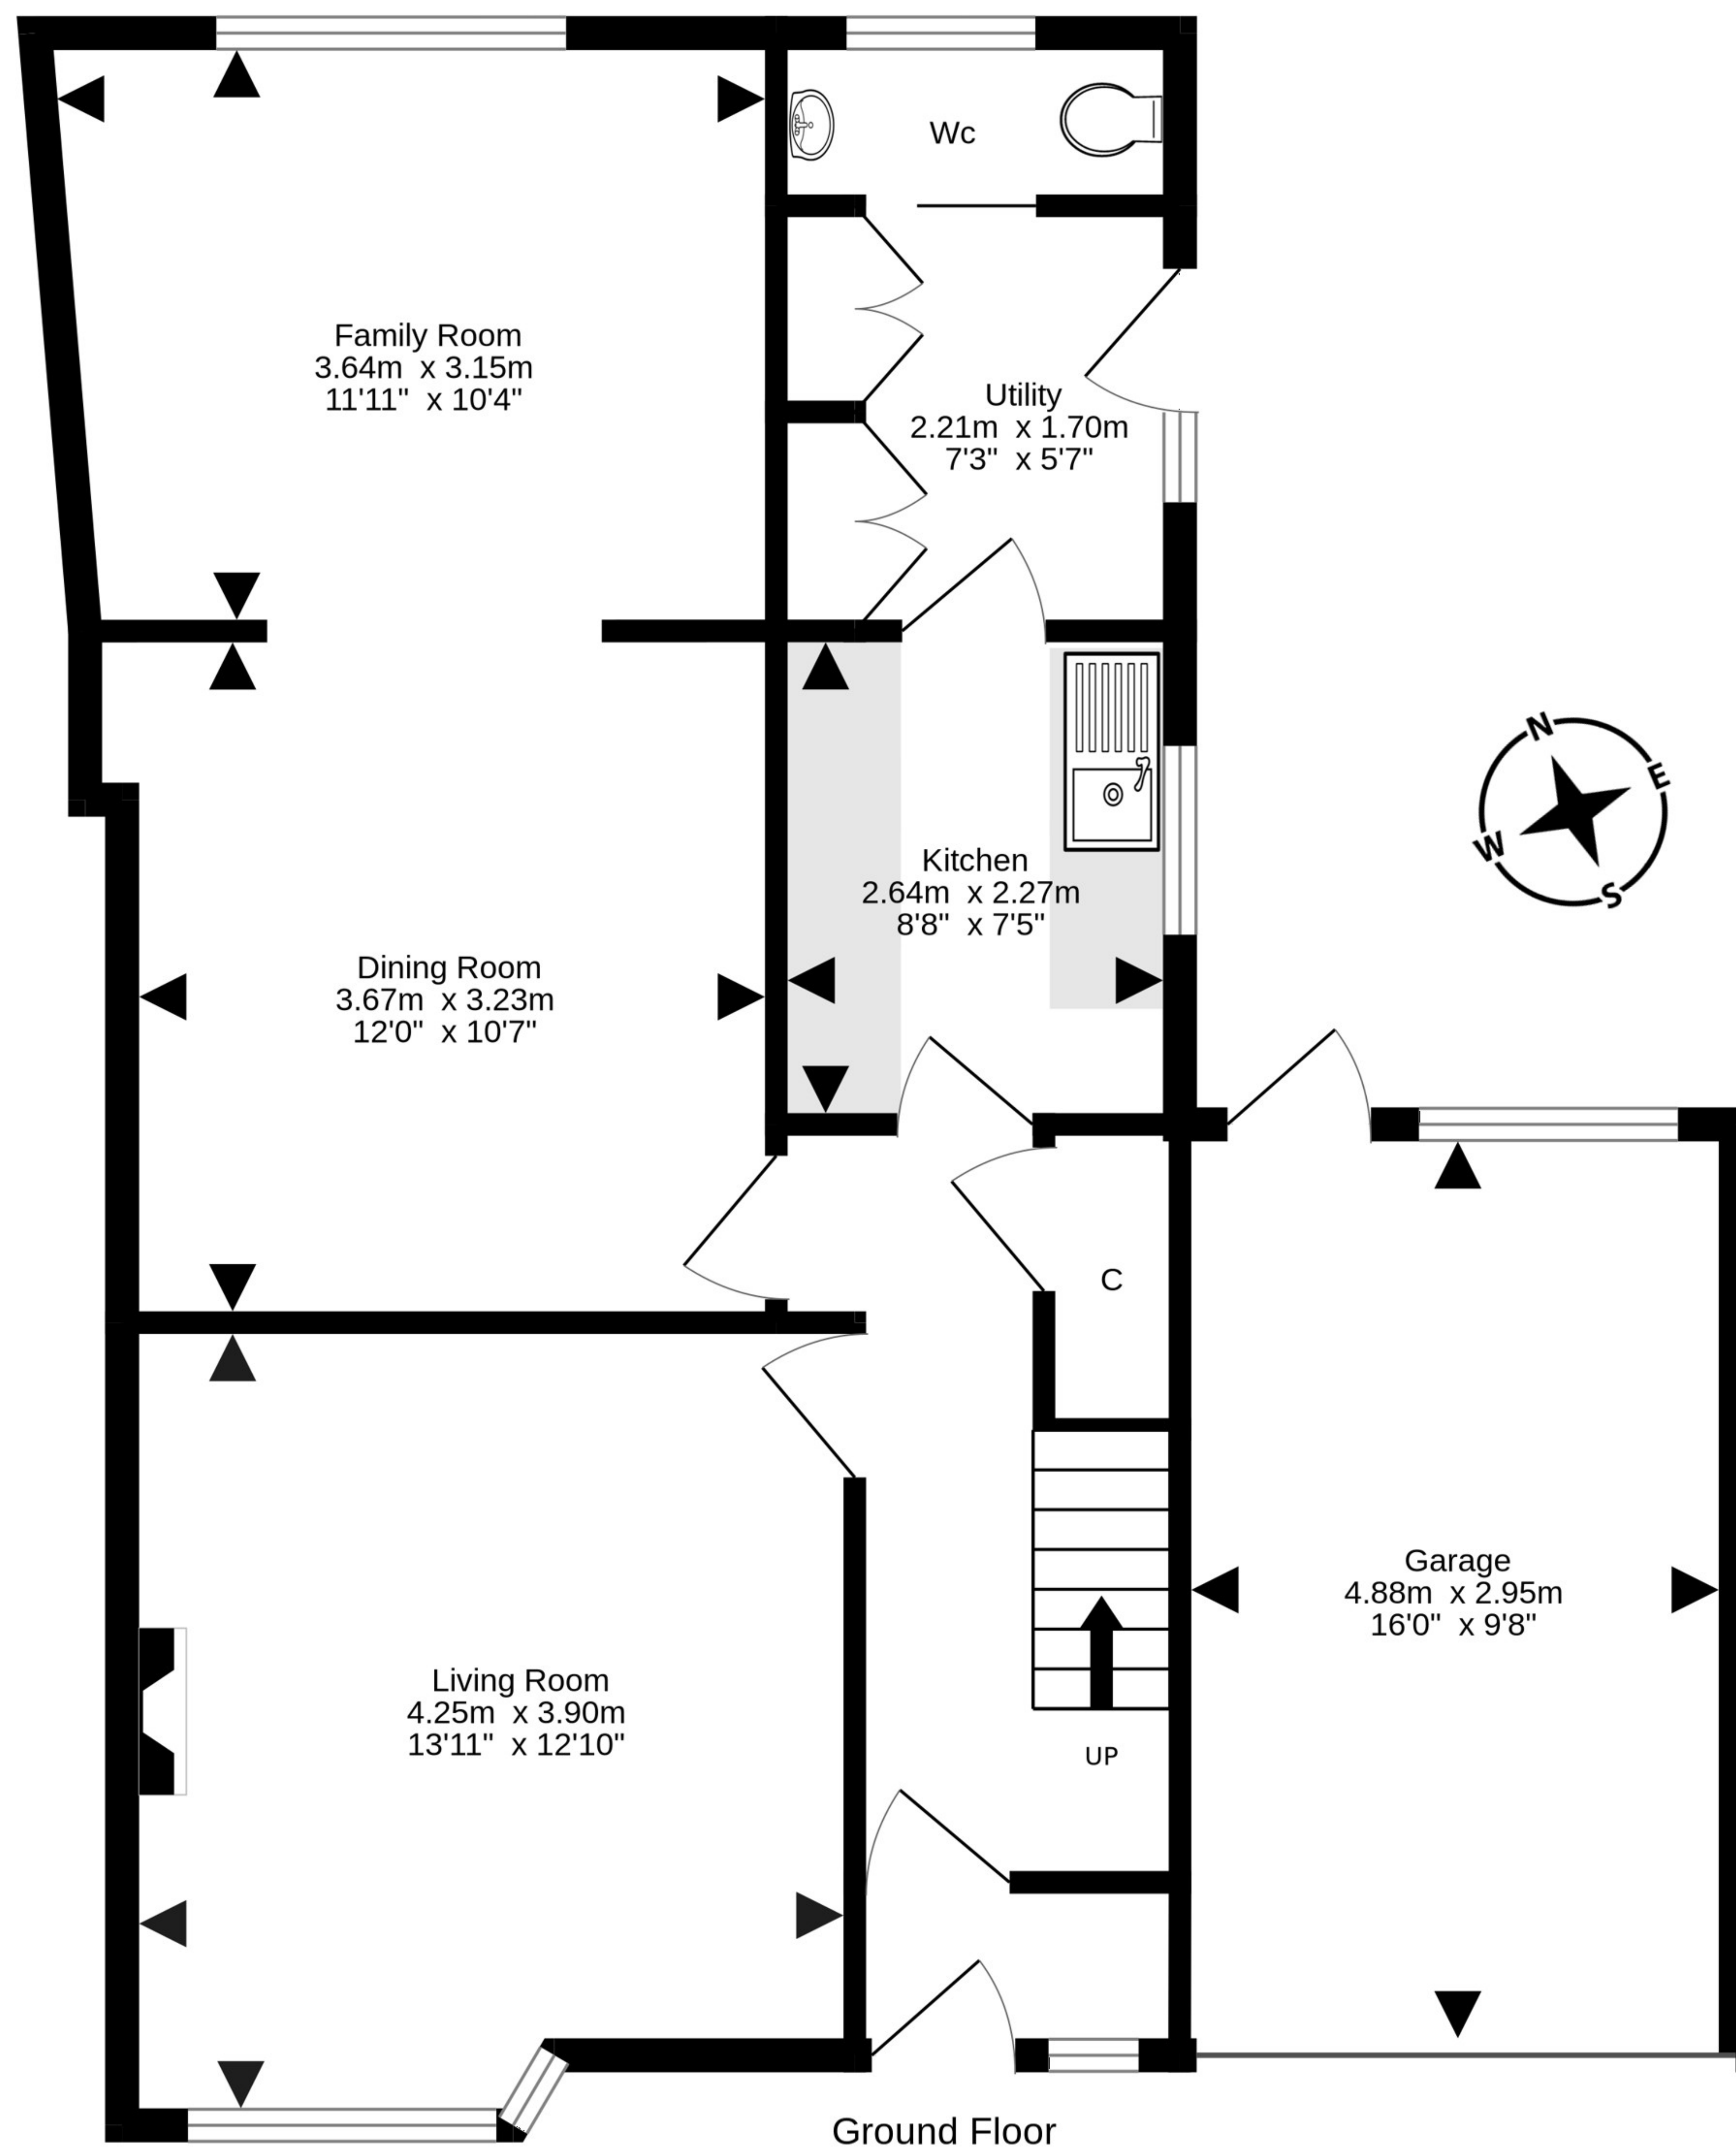 Wc
Family Room
3.64m x 3.15m
11'11" x 10'4"
Utility
2.21m x 1.70m
7'3" x 5'7"
N
E
W
S
Kitchen
2.64m x 2.27m
8'8" x 7'5"
Dining Room
3.67m x 3.23m
12'0" x 10'7"
C
Garage
4.88m x 2.95m
16'0" x 9'8"
Living Room
4.25m x 3.90m
13'11" x 12'10"
UP
Ground Floor